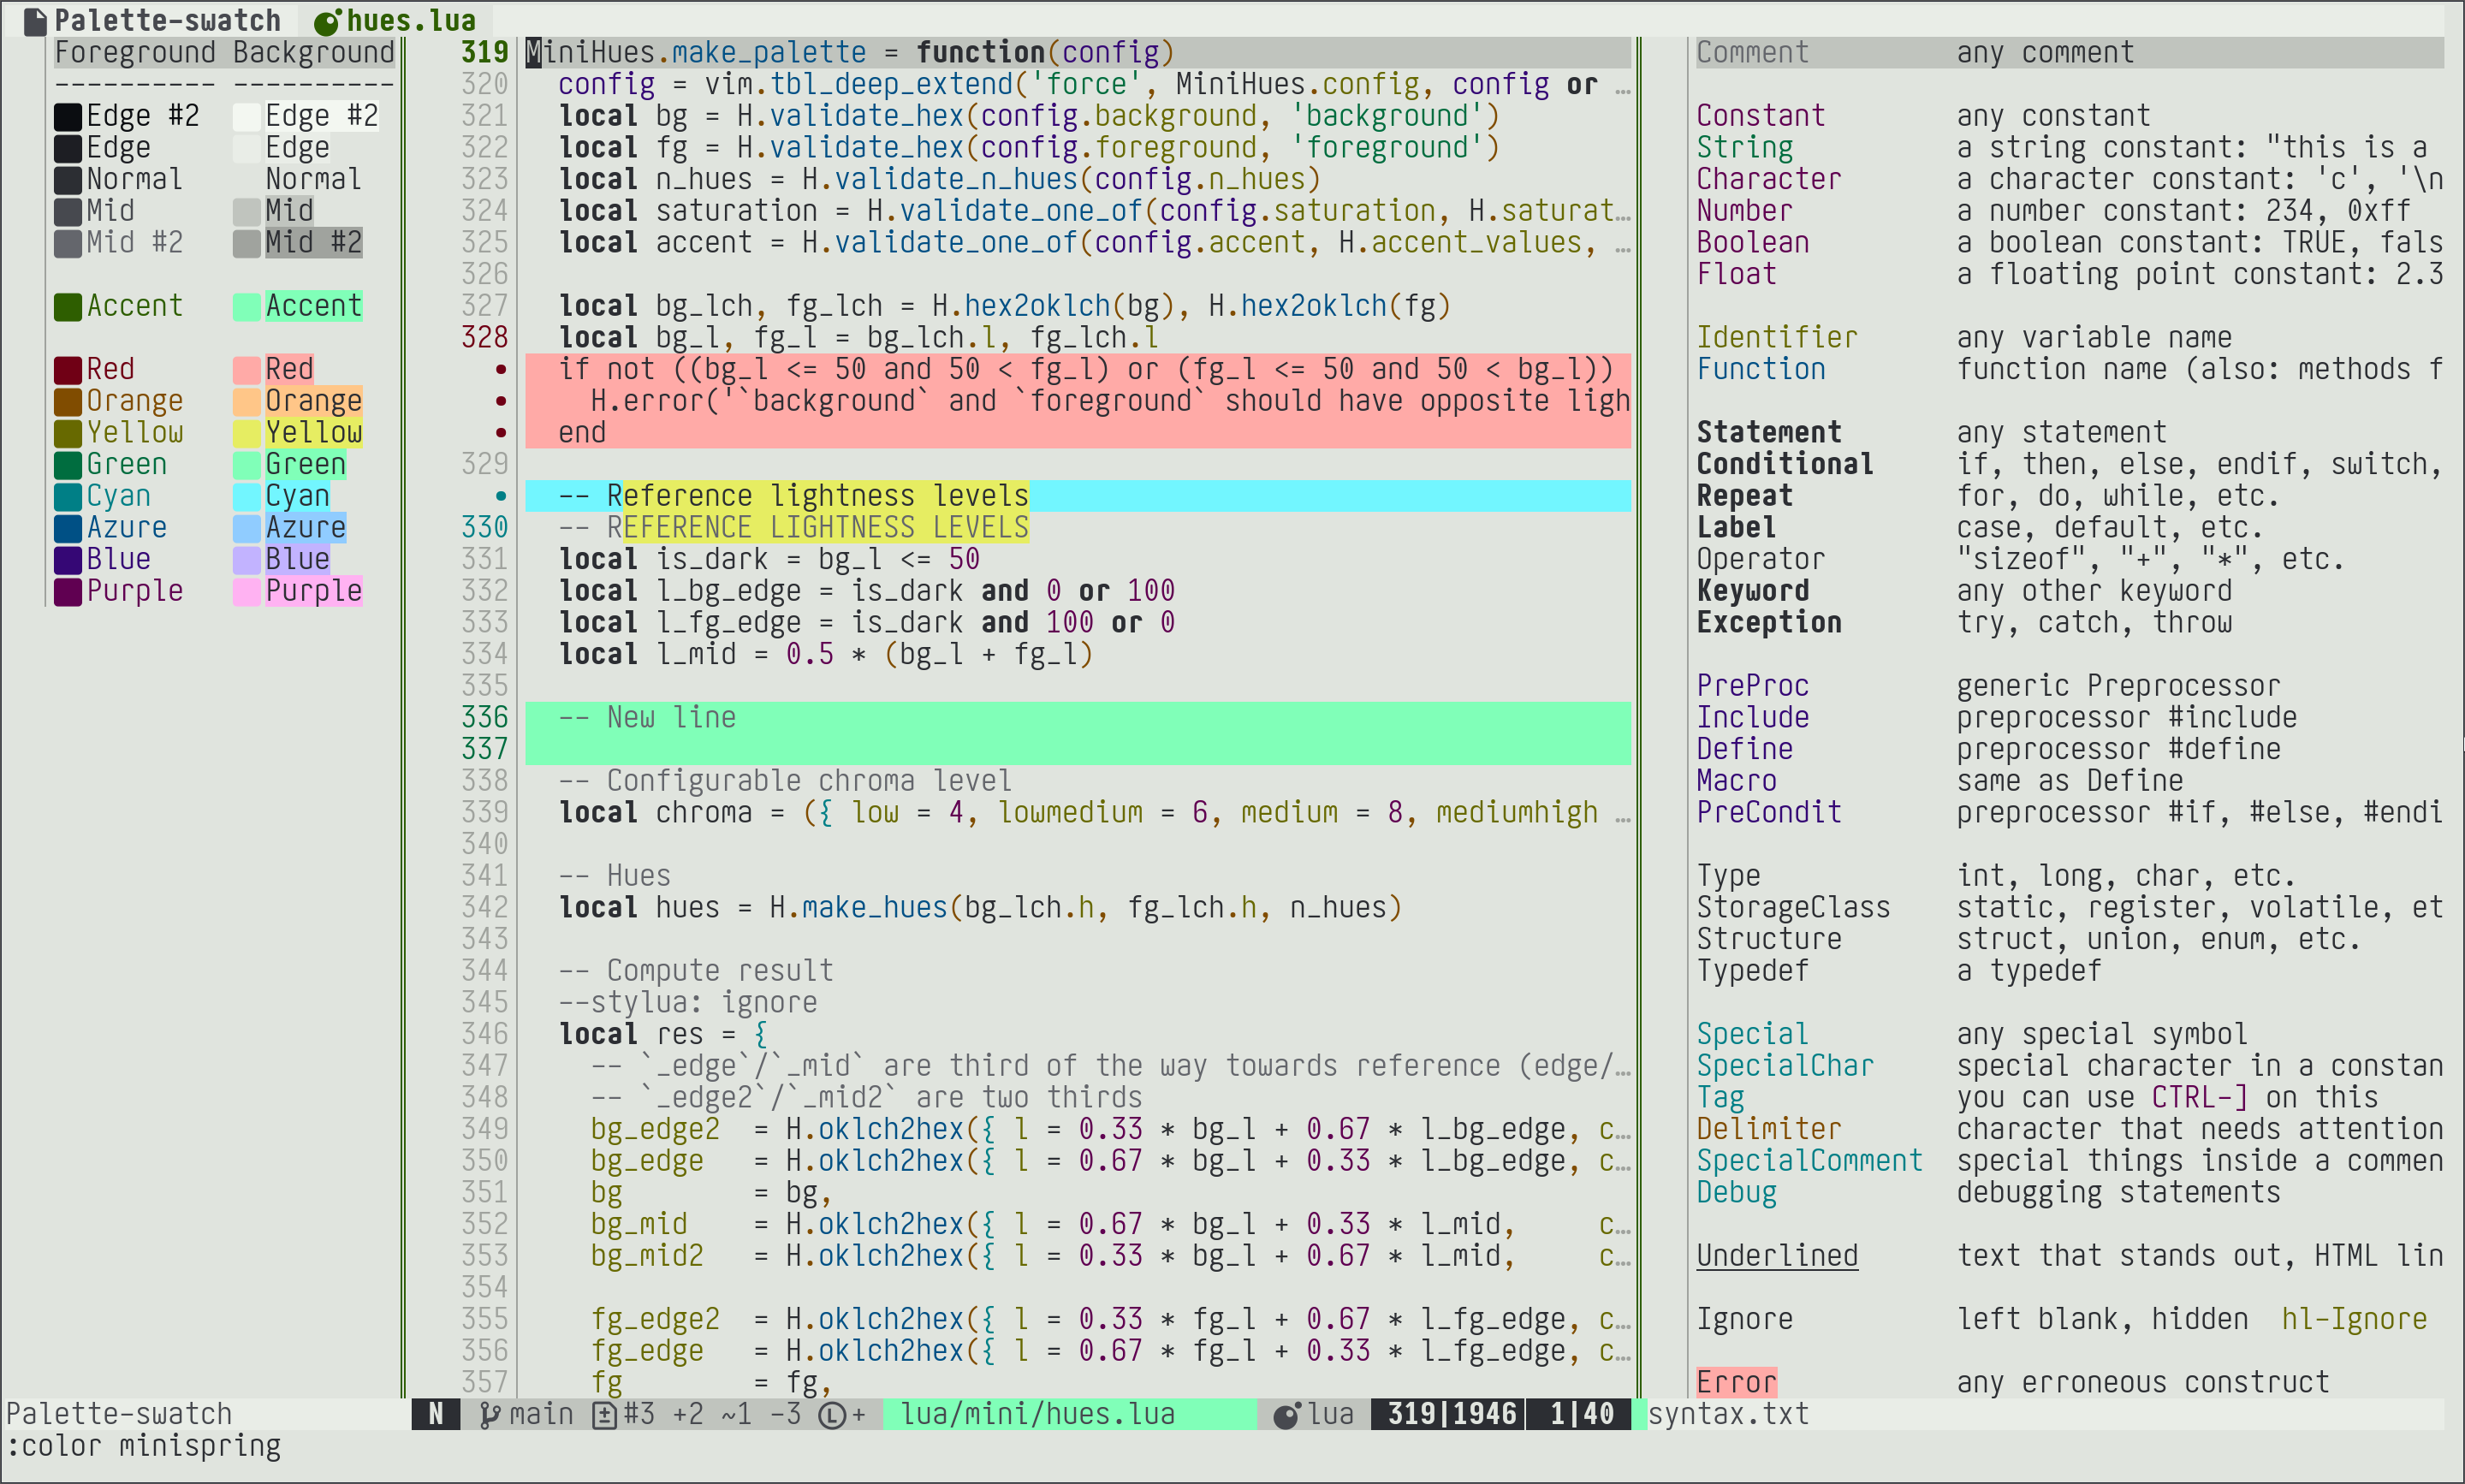 Palette-swatch hues.lua
Foreground Background
---------- ----------
Edge #2 Edge #2
Edge Edge
Normal Normal
Mid Mid
Mid #2 Mid #2
Accent Accent
Red Red
Orange Orange
Yellow Yellow
Green Green
Cyan Cyan
Azure Azure
Blue Blue
Purple Purple
319 MiniHues.make_palette = function(config)
320 config = vim.tbl_deep_extend('force', MiniHues.config, config or …
321 local bg = H.validate_hex(config.background, 'background')
322 local fg = H.validate_hex(config.foreground, 'foreground')
323 local n_hues = H.validate_n_hues(config.n_hues)
324 local saturation = H.validate_one_of(config.saturation, H.saturat…
325 local accent = H.validate_one_of(config.accent, H.accent_values, …
326
327 local bg_lch, fg_lch = H.hex2oklch(bg), H.hex2oklch(fg)
328 local bg_l, fg_l = bg_lch.l, fg_lch.l
• if not ((bg_l <= 50 and 50 < fg_l) or (fg_l <= 50 and 50 < bg_l))
• H.error('`background` and `foreground` should have opposite ligh
• end
329
• -- Reference lightness levels
330 -- REFERENCE LIGHTNESS LEVELS
331 local is_dark = bg_l <= 50
332 local l_bg_edge = is_dark and 0 or 100
333 local l_fg_edge = is_dark and 100 or 0
334 local l_mid = 0.5 * (bg_l + fg_l)
335
336 -- New line
337
338 -- Configurable chroma level
339 local chroma = ({ low = 4, lowmedium = 6, medium = 8, mediumhigh …
340
341 -- Hues
342 local hues = H.make_hues(bg_lch.h, fg_lch.h, n_hues)
343
344 -- Compute result
345 --stylua: ignore
346 local res = {
347 -- `_edge`/`_mid` are third of the way towards reference (edge/…
348 -- `_edge2`/`_mid2` are two thirds
349 bg_edge2 = H.oklch2hex({ l = 0.33 * bg_l + 0.67 * l_bg_edge, c…
350 bg_edge = H.oklch2hex({ l = 0.67 * bg_l + 0.33 * l_bg_edge, c…
351 bg = bg,
352 bg_mid = H.oklch2hex({ l = 0.67 * bg_l + 0.33 * l_mid, c…
353 bg_mid2 = H.oklch2hex({ l = 0.33 * bg_l + 0.67 * l_mid, c…
354
355 fg_edge2 = H.oklch2hex({ l = 0.33 * fg_l + 0.67 * l_fg_edge, c…
356 fg_edge = H.oklch2hex({ l = 0.67 * fg_l + 0.33 * l_fg_edge, c…
357 fg = fg,
Comment any comment
Constant any constant
String a string constant: "this is a
Character a character constant: 'c', '\n
Number a number constant: 234, 0xff
Boolean a boolean constant: TRUE, fals
Float a floating point constant: 2.3
Identifier any variable name
Function function name (also: methods f
Statement any statement
Conditional if, then, else, endif, switch,
Repeat for, do, while, etc.
Label case, default, etc.
Operator "sizeof", "+", "*", etc.
Keyword any other keyword
Exception try, catch, throw
PreProc generic Preprocessor
Include preprocessor #include
Define preprocessor #define
Macro same as Define
PreCondit preprocessor #if, #else, #endi
Type int, long, char, etc.
StorageClass static, register, volatile, et
Structure struct, union, enum, etc.
Typedef a typedef
Special any special symbol
SpecialChar special character in a constan
Tag you can use CTRL-] on this
Delimiter character that needs attention
SpecialComment special things inside a commen
Debug debugging statements
Underlined text that stands out, HTML lin
Ignore left blank, hidden hl-Ignore
Error any erroneous construct
Palette-swatch N main #3 +2 ~1 -3 Ⓛ+ lua/mini/hues.lua lua 319|1946 1|40 syntax.txt
:color minispring